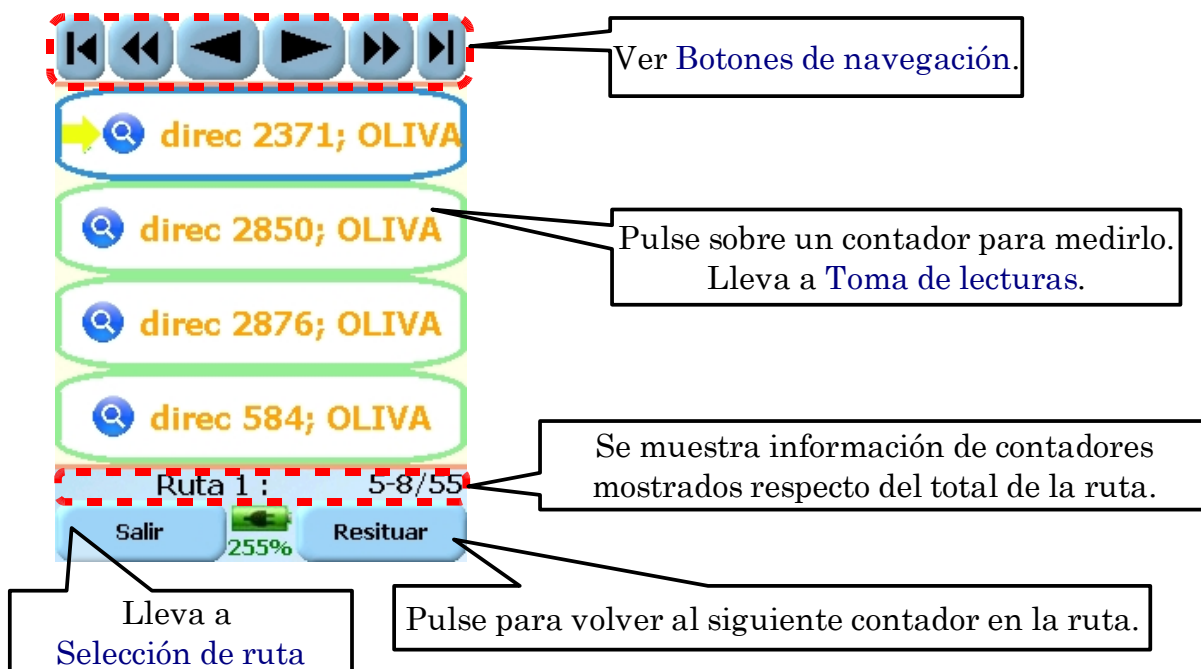 Ver Botones de navegación.
direc 2371; OLIVA
direc 2850; OLIVA
Pulse sobre un contador para medirlo.
Lleva a Toma de lecturas.
direc 2876; OLIVA
direc 584; OLIVA
Se muestra información de contadores
mostrados respecto del total de la ruta.
Ruta 1 : 5-8/55
Salir
255%
Resituar
Lleva a
Selección de ruta
Pulse para volver al siguiente contador en la ruta.